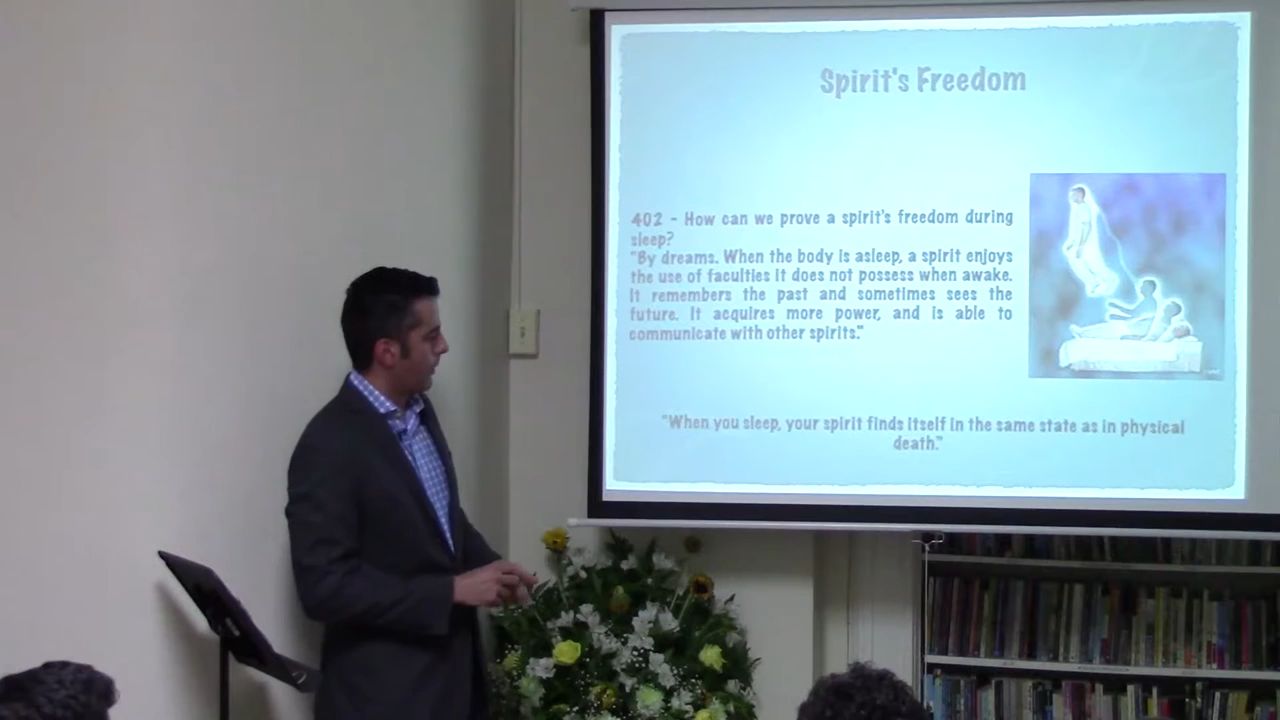 Spirit's Freedom
402 - How can we prove a spirit's freedom during
sleep?
"By dreams. When the body is asleep, a spirit enjoys
the use of faculties it does not possess when awake.
It remembers the past and sometimes sees the
future. It acquires more power, and is able to
communicate with other spirits."
"When you sleep, your spirit finds itself in the same state as in physical
death."